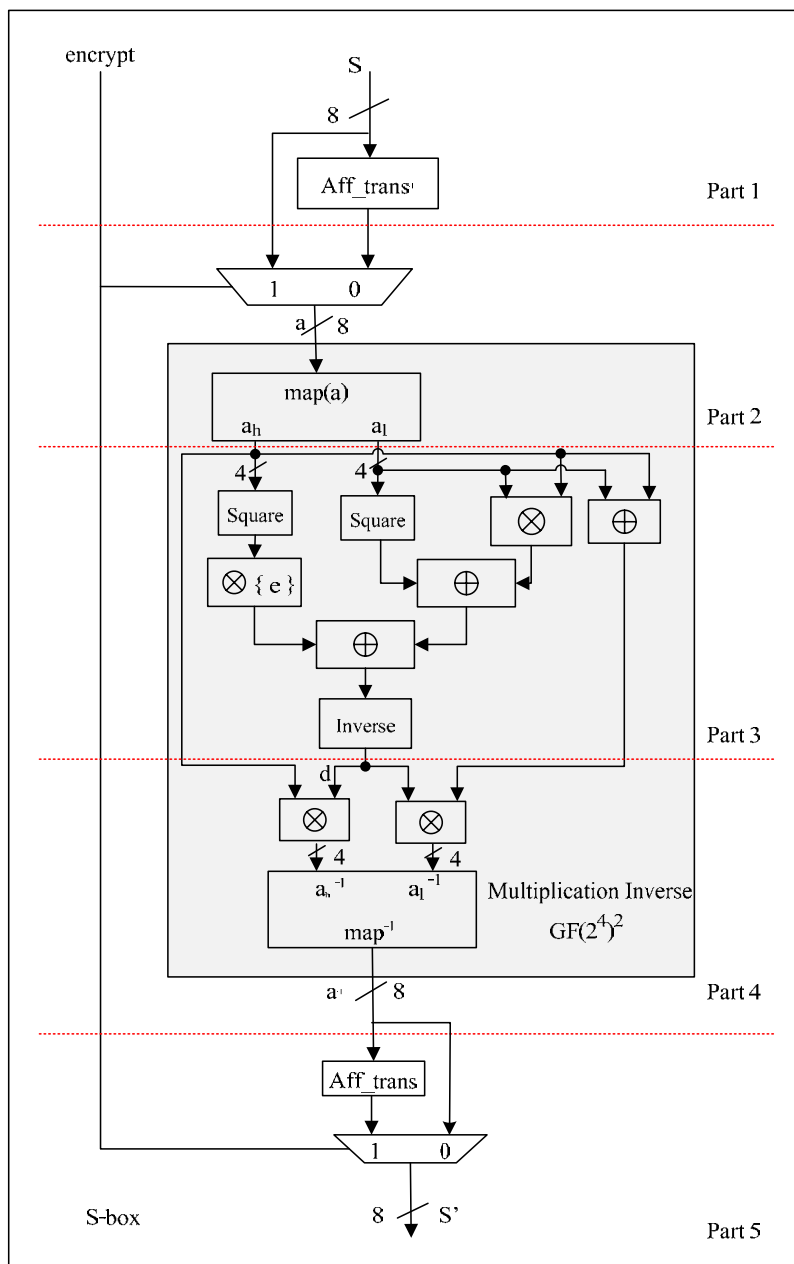 encrypt
S
8
Aff_trans⁻¹
Part 1
1 0
a 8
map(a)
aₕ aₗ
Part 2
4 4
Square
Square
⊗
⊕
⊗ { e }
⊕
⊕
Inverse
Part 3
d
⊗
⊗
4 4
aₕ⁻¹ aₗ⁻¹
map⁻¹
Multiplication Inverse
GF(2⁴)²
a⁻¹ 8
Part 4
Aff_trans
1 0
8 S’
S-box
Part 5